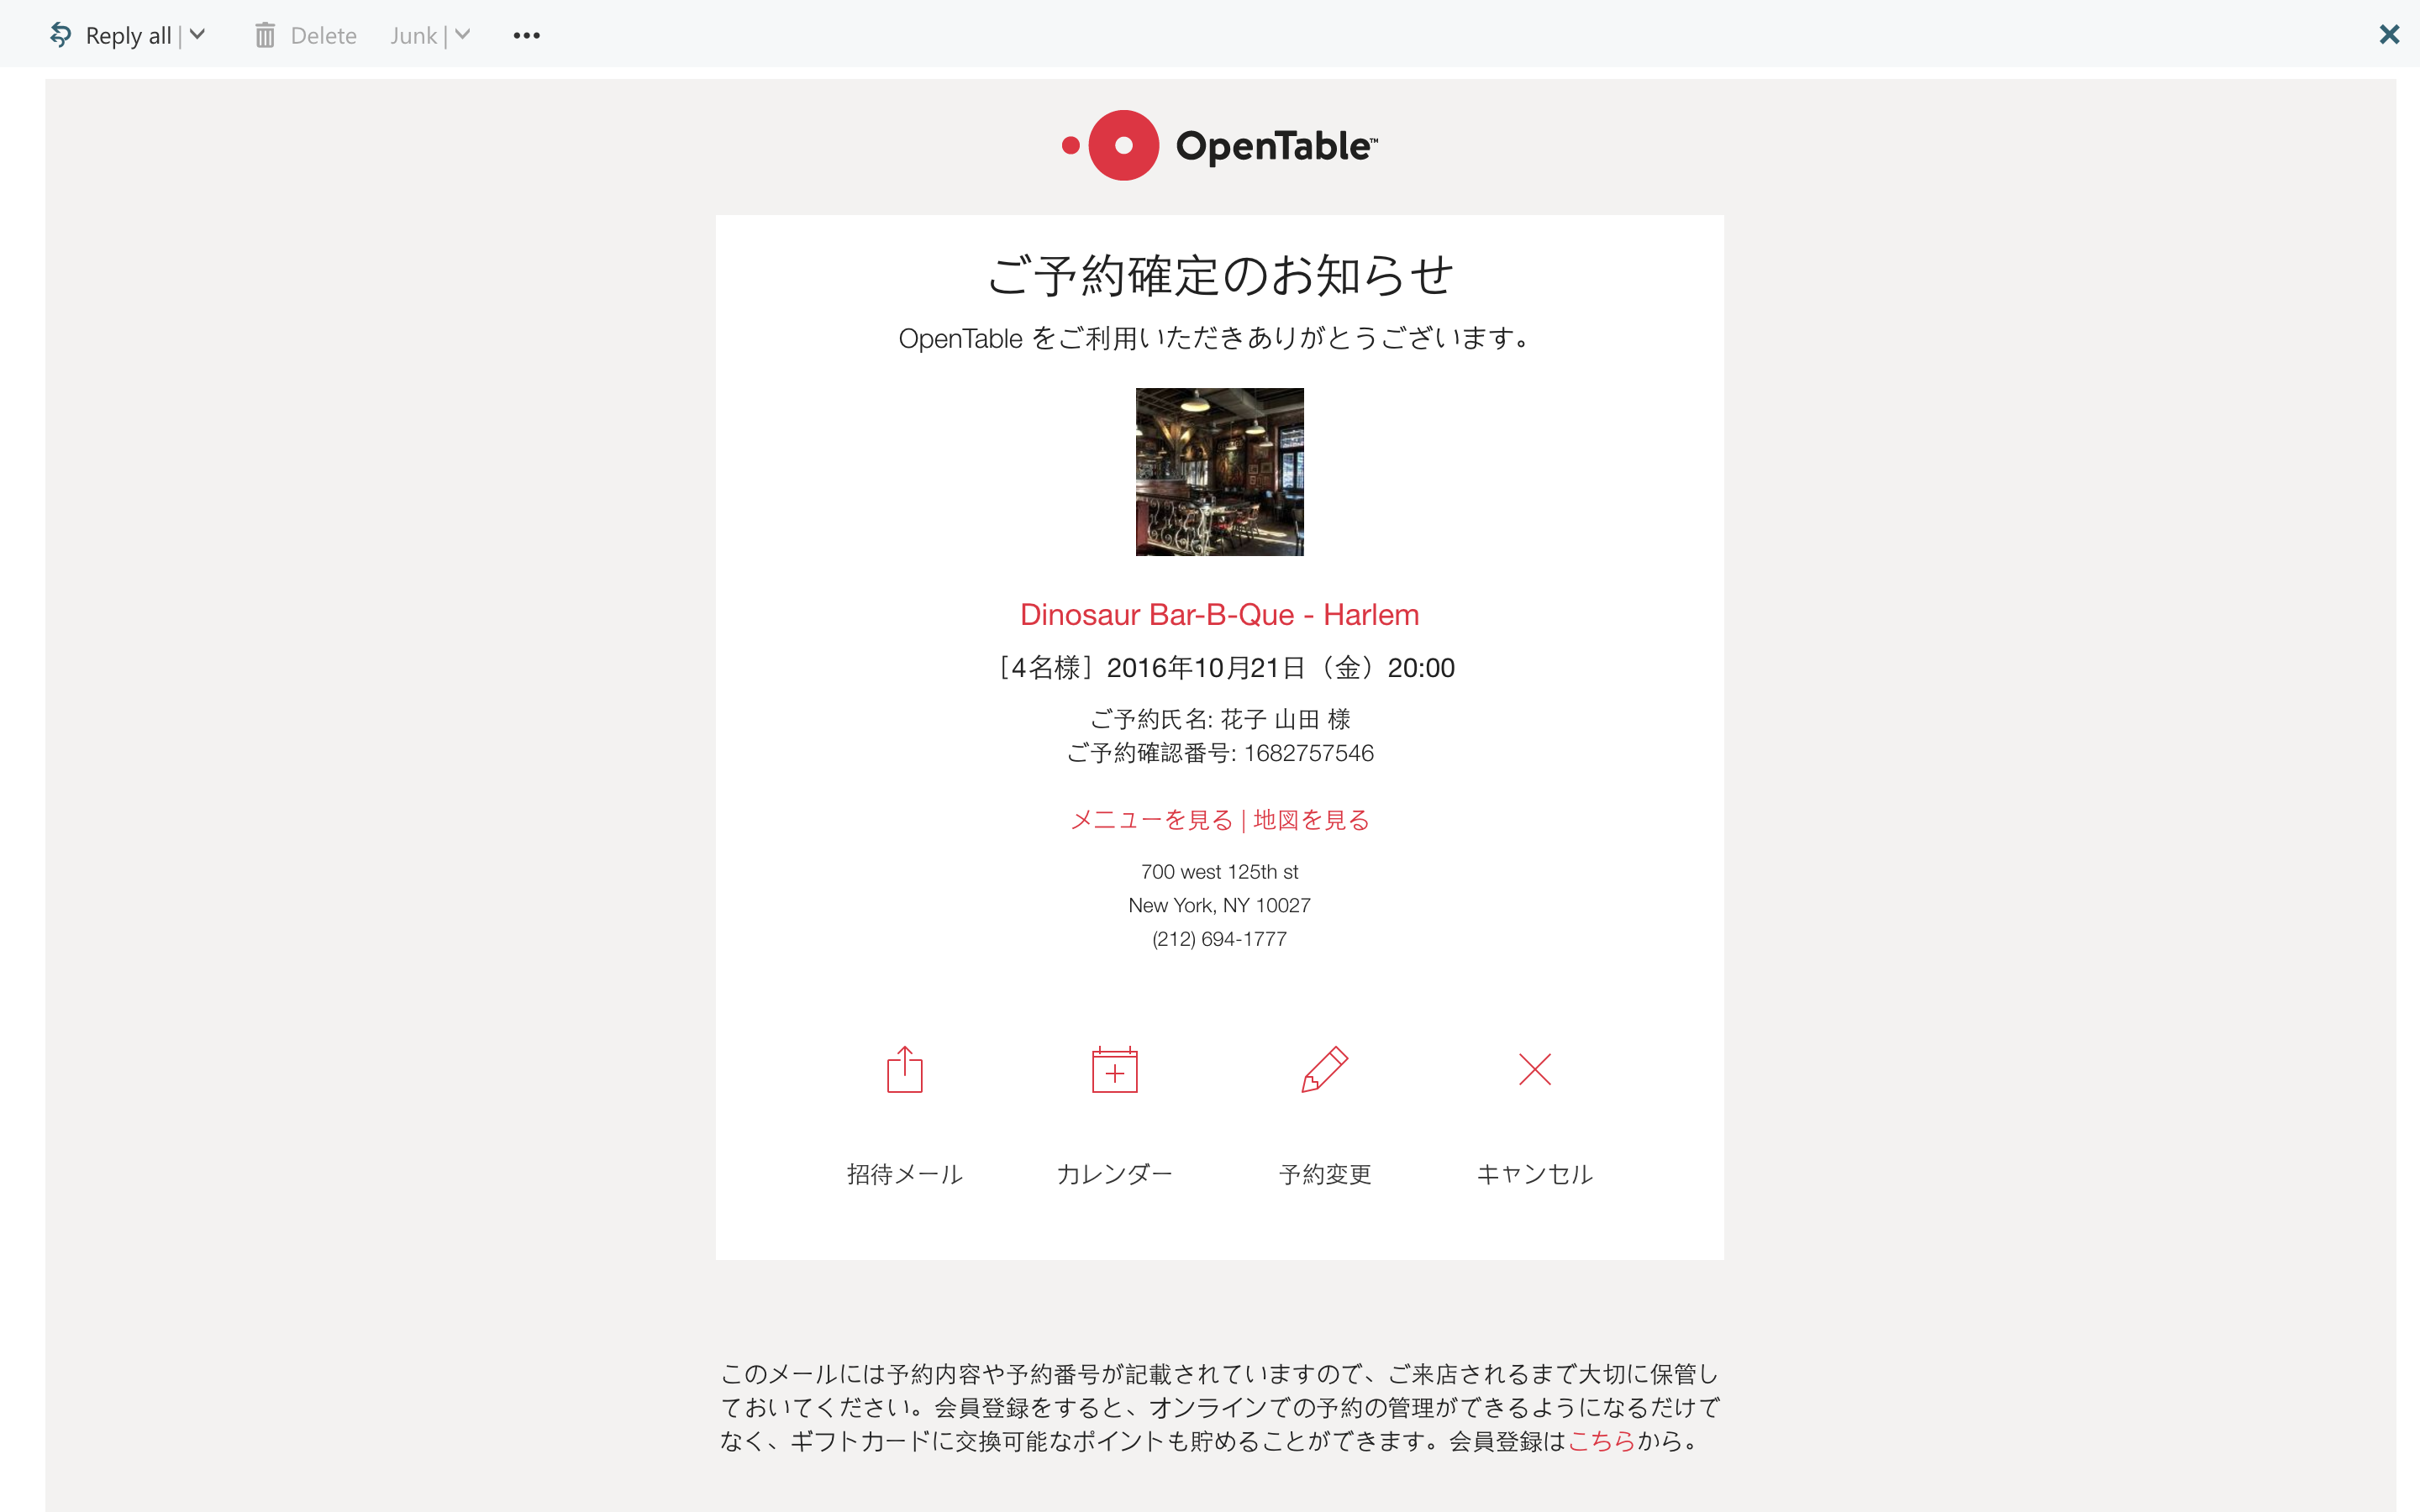 Reply all
Delete
Junk
OpenTable™
ご予約確定のお知らせ
OpenTable をご利用いただきありがとうございます。
Dinosaur Bar-B-Que - Harlem
［4名様］2016年10月21日（金）20:00
ご予約氏名: 花子 山田 様
ご予約確認番号: 1682757546
メニューを見る | 地図を見る
700 west 125th st
New York, NY 10027
(212) 694-1777
招待メール
カレンダー
予約変更
キャンセル
このメールには予約内容や予約番号が記載されていますので、ご来店されるまで大切に保管し
ておいてください。会員登録をすると、オンラインでの予約の管理ができるようになるだけで
なく、ギフトカードに交換可能なポイントも貯めることができます。会員登録はこちらから。